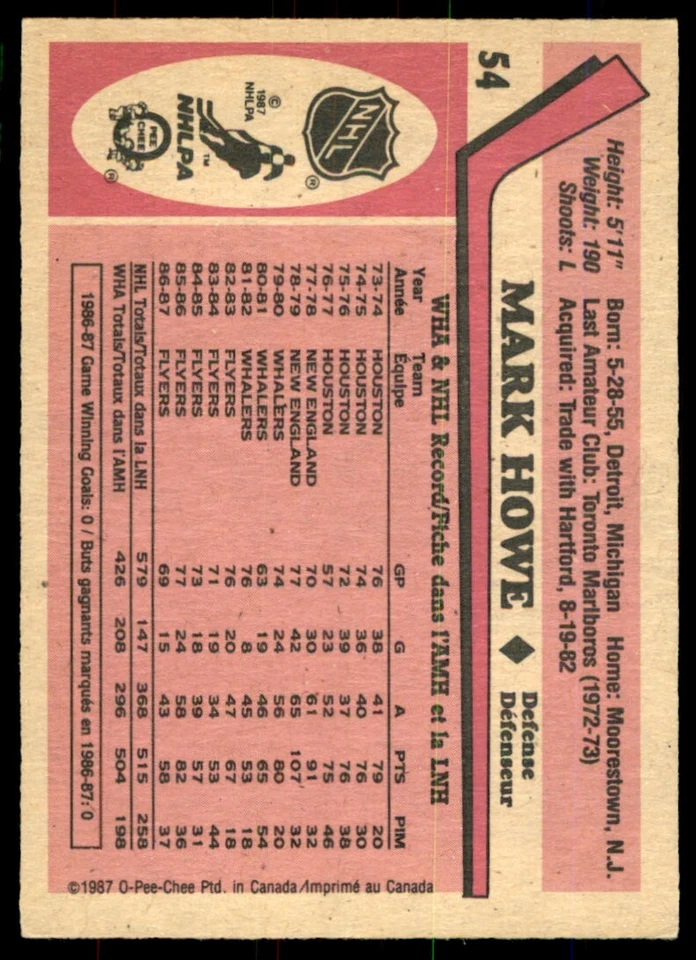 54
Height: 5'11" Born: 5-28-55, Detroit, Michigan Home: Moorestown, N.J.
Weight: 190 Last Amateur Club: Toronto Marlboros (1972-73)
Shoots: L Acquired: Trade with Hartford, 8-19-82
MARK HOWE ◆ Defense
Défenseur
NHL
®
© 1987 NHLPA
NHLPA
™
O PEE CHEE
®
WHA & NHL Record/Fiche dans l'AMH et la LNH
Year Team GP G A PTS PIM
Année Équipe
73-74 HOUSTON 76 38 41 79 20
74-75 HOUSTON 74 36 40 76 30
75-76 HOUSTON 72 39 37 76 38
76-77 HOUSTON 57 23 52 75 46
77-78 NEW ENGLAND 70 30 61 91 32
78-79 NEW ENGLAND 77 42 65 107 32
79-80 WHALERS 74 24 56 80 20
80-81 WHALERS 63 19 46 65 54
81-82 WHALERS 76 8 45 53 18
82-83 FLYERS 76 20 47 67 18
83-84 FLYERS 71 19 34 53 44
84-85 FLYERS 73 18 39 57 31
85-86 FLYERS 77 24 58 82 36
86-87 FLYERS 69 15 43 58 37
NHL Totals/Totaux dans la LNH 579 147 368 515 258
WHA Totals/Totaux dans l'AMH 426 208 296 504 198
1986-87 Game Winning Goals: 0 / Buts gagnants marqués en 1986-87: 0
©1987 O-Pee-Chee Ptd. in Canada/Imprimé au Canada